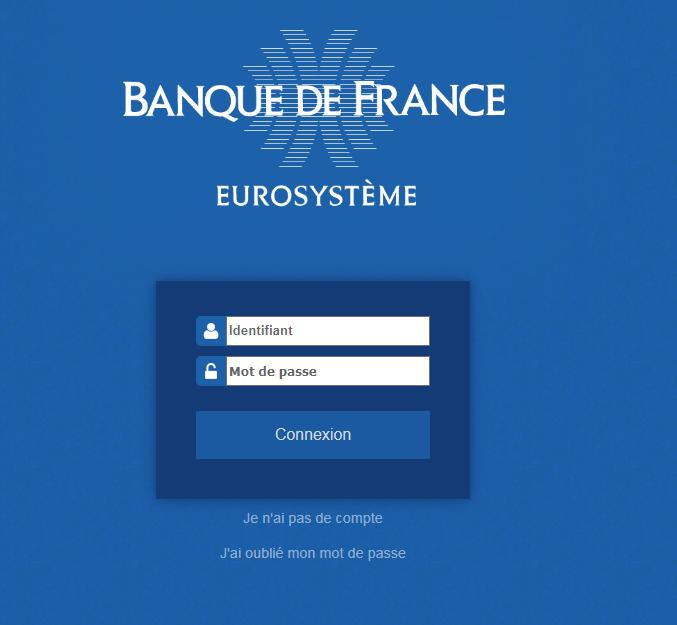 BANQUE DE FRANCE
EUROSYSTÈME
Identifiant
Mot de passe
Connexion
Je n'ai pas de compte
J'ai oublié mon mot de passe